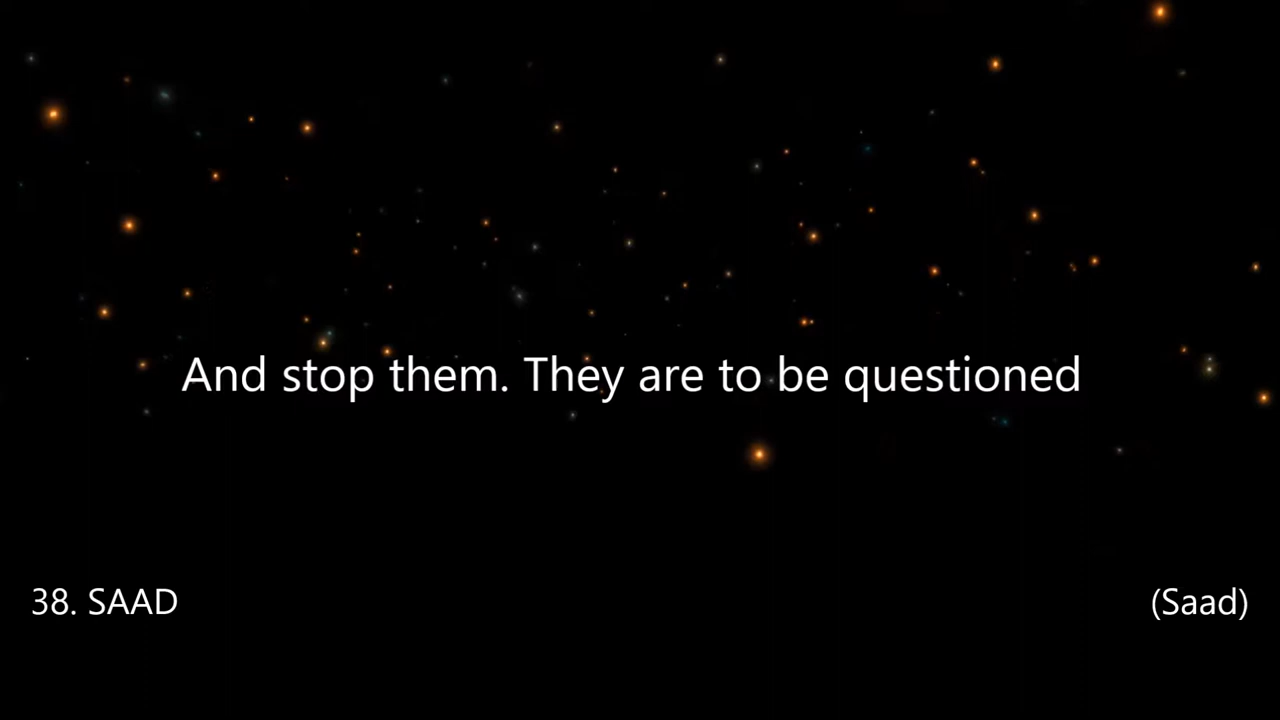 And stop them. They are to be questioned
38. SAAD
(Saad)